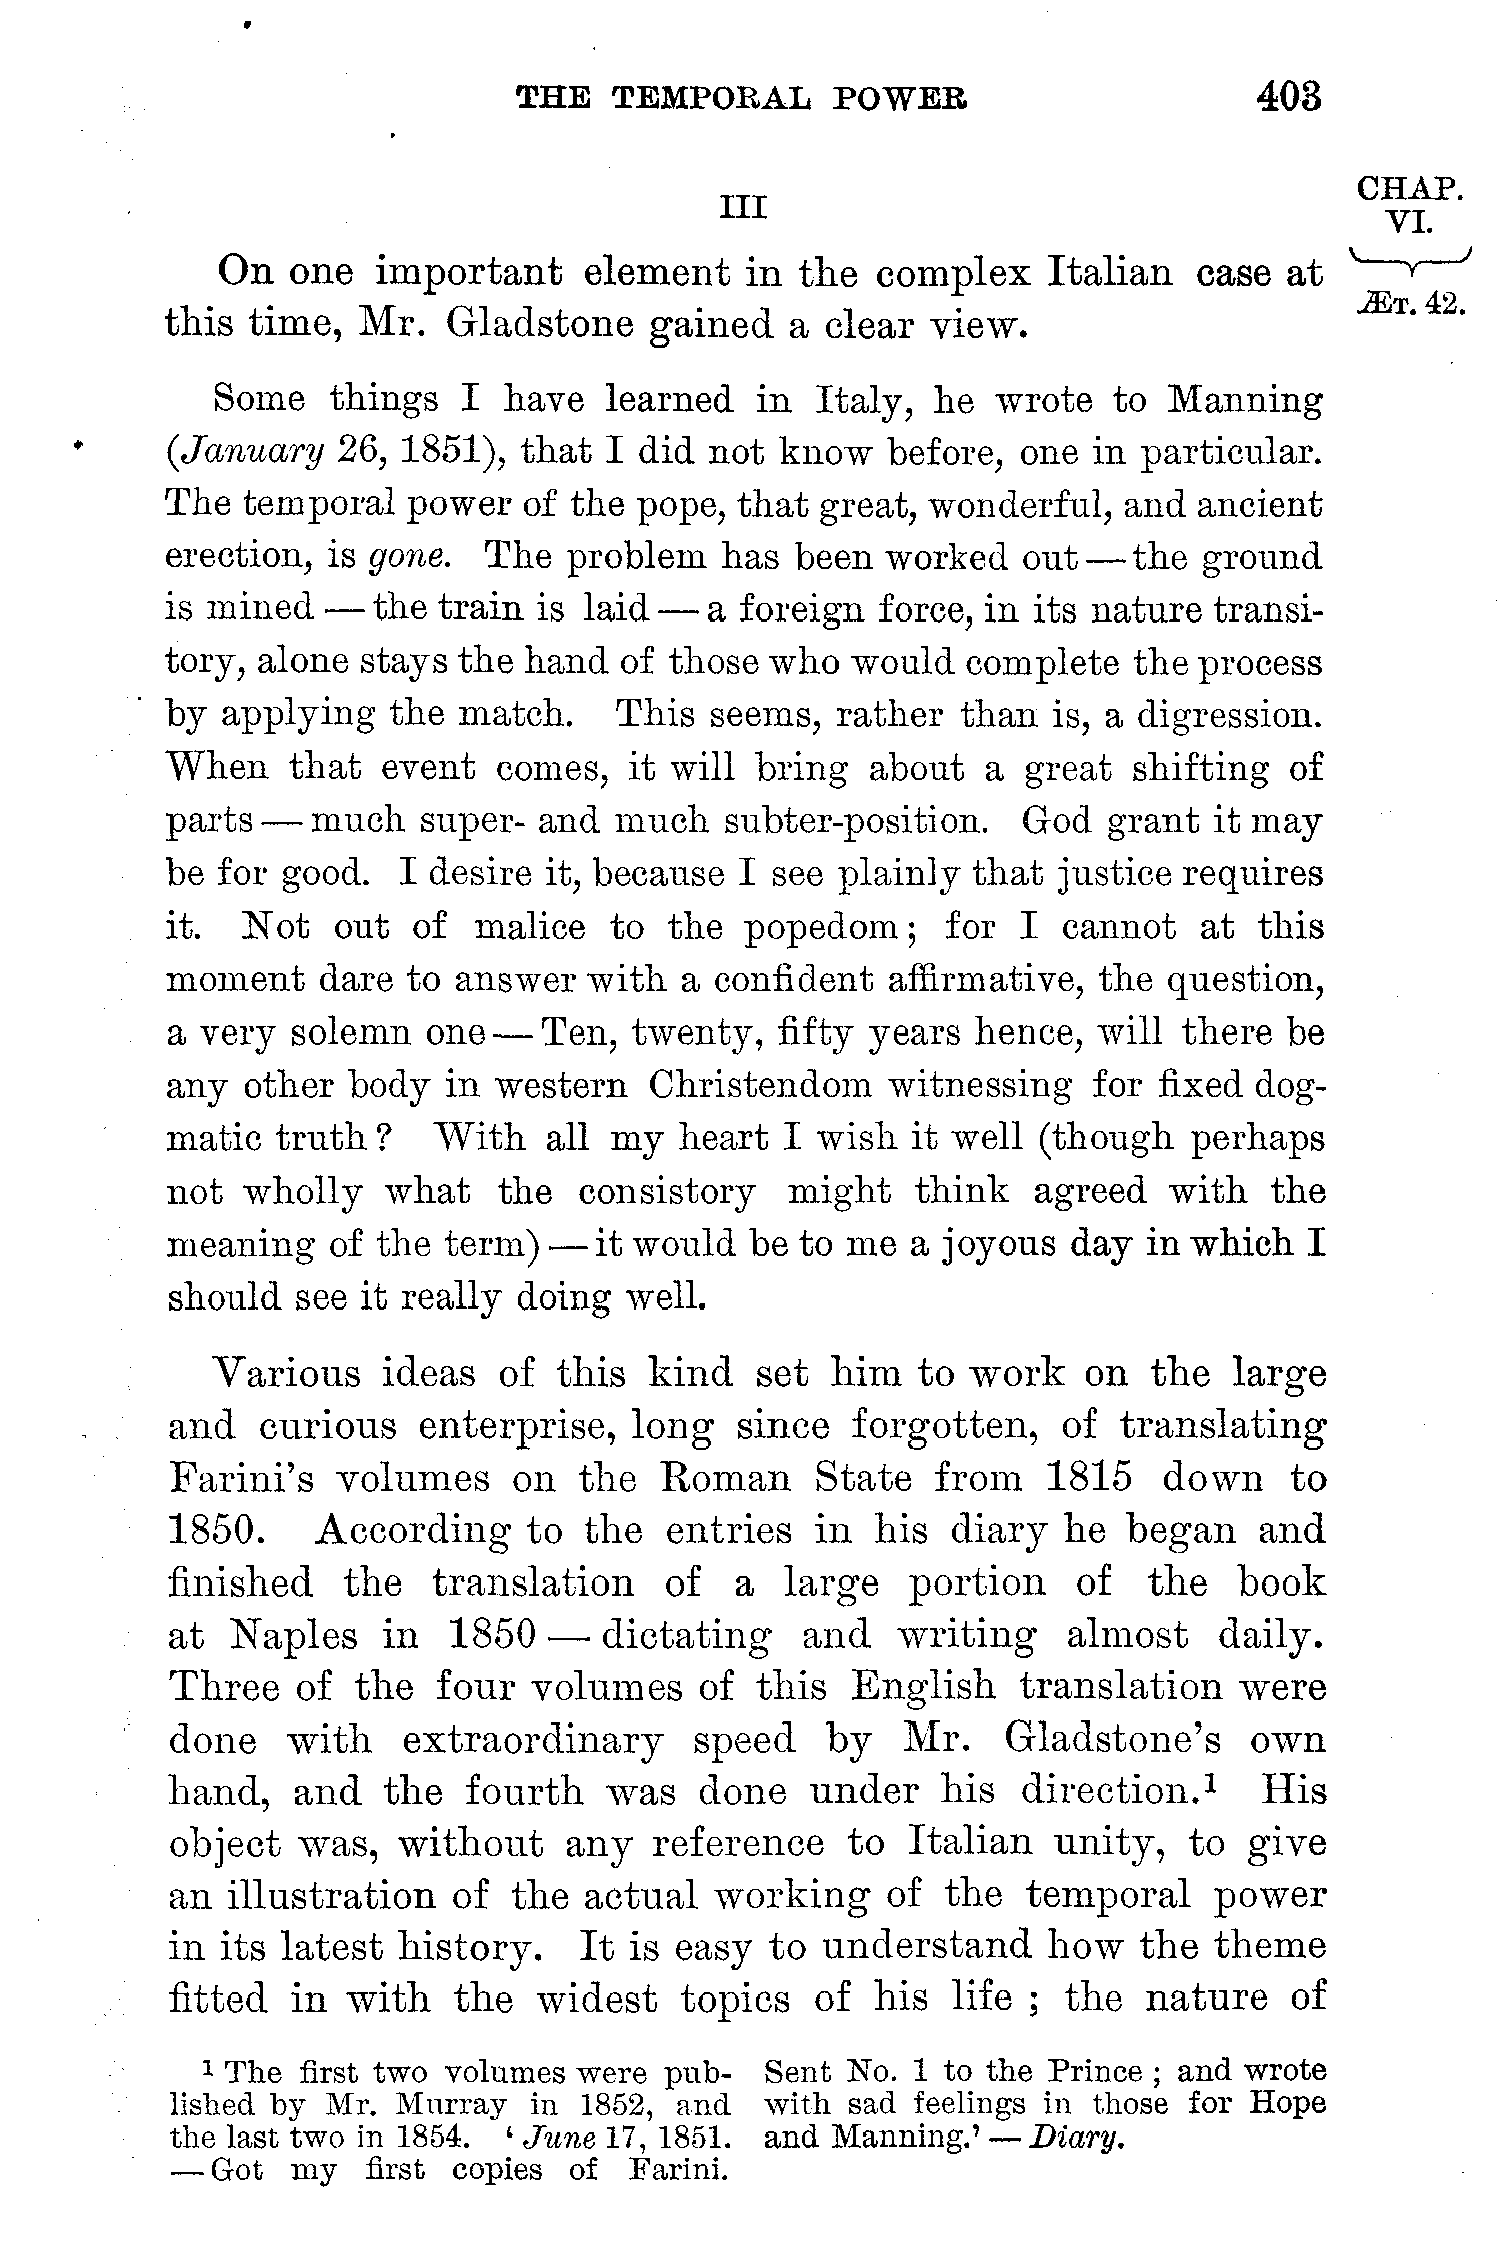 THE TEMPORAL POWER 403
CHAP.
VI.
ÆT. 42.
III
On one important element in the complex Italian case at
this time, Mr. Gladstone gained a clear view.
Some things I have learned in Italy, he wrote to Manning
(January 26, 1851), that I did not know before, one in particular.
The temporal power of the pope, that great, wonderful, and ancient
erection, is gone. The problem has been worked out — the ground
is mined — the train is laid — a foreign force, in its nature transi-
tory, alone stays the hand of those who would complete the process
by applying the match. This seems, rather than is, a digression.
When that event comes, it will bring about a great shifting of
parts — much super- and much subter-position. God grant it may
be for good. I desire it, because I see plainly that justice requires
it. Not out of malice to the popedom; for I cannot at this
moment dare to answer with a confident affirmative, the question,
a very solemn one — Ten, twenty, fifty years hence, will there be
any other body in western Christendom witnessing for fixed dog-
matic truth? With all my heart I wish it well (though perhaps
not wholly what the consistory might think agreed with the
meaning of the term) — it would be to me a joyous day in which I
should see it really doing well.
Various ideas of this kind set him to work on the large
and curious enterprise, long since forgotten, of translating
Farini's volumes on the Roman State from 1815 down to
1850. According to the entries in his diary he began and
finished the translation of a large portion of the book
at Naples in 1850 — dictating and writing almost daily.
Three of the four volumes of this English translation were
done with extraordinary speed by Mr. Gladstone's own
hand, and the fourth was done under his direction.¹ His
object was, without any reference to Italian unity, to give
an illustration of the actual working of the temporal power
in its latest history. It is easy to understand how the theme
fitted in with the widest topics of his life ; the nature of
¹ The first two volumes were pub-
lished by Mr. Murray in 1852, and
the last two in 1854. ‘June 17, 1851.
— Got my first copies of Farini.
Sent No. 1 to the Prince ; and wrote
with sad feelings in those for Hope
and Manning.’ — Diary.